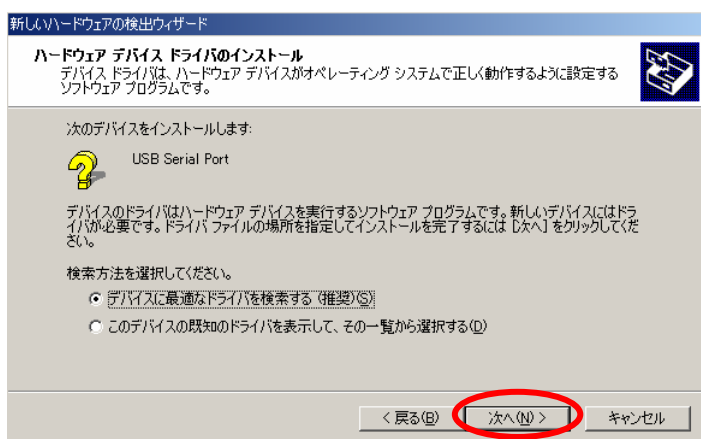 新しいハードウェアの検出ウィザード
ハードウェア デバイス ドライバのインストール
デバイス ドライバは、ハードウェア デバイスがオペレーティング システムで正しく動作するように設定する
ソフトウェア プログラムです。
次のデバイスをインストールします:
USB Serial Port
デバイスのドライバはハードウェア デバイスを実行するソフトウェア プログラムです。新しいデバイスにはドラ
イバが必要です。ドライバ ファイルの場所を指定してインストールを完了するには [次へ] をクリックしてくだ
さい。
検索方法を選択してください。
デバイスに最適なドライバを検索する (推奨)(S)
このデバイスの既知のドライバを表示して、その一覧から選択する(D)
< 戻る(B) 次へ(N) > キャンセル